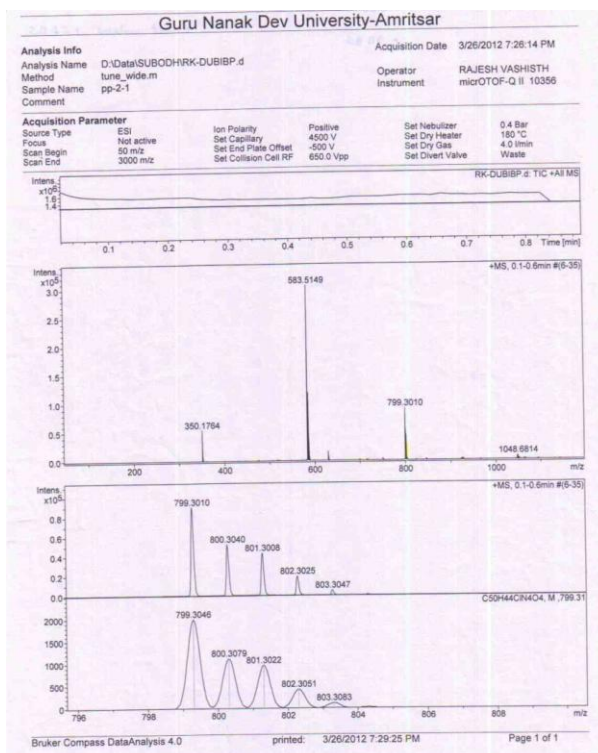 Guru Nanak Dev University-Amritsar
Analysis Info
Acquisition Date 3/26/2012 7:26:14 PM
Analysis Name D:\Data\SUBODH\RK-DUBIBP.d
Method tune_wide.m
Operator RAJESH VASHISTH
Sample Name pp-2-1
Instrument micrOTOF-Q II 10356
Comment
Acquisition Parameter
Source Type ESI Ion Polarity Positive Set Nebulizer 0.4 Bar
Focus Not active Set Capillary 4500 V Set Dry Heater 180 °C
Scan Begin 50 m/z Set End Plate Offset -500 V Set Dry Gas 4.0 l/min
Scan End 3000 m/z Set Collision Cell RF 650.0 Vpp Set Divert Valve Waste
Intens.
x106
RK-DUBIBP.d: TIC +All MS
1.6
1.4
0.1 0.2 0.3 0.4 0.5 0.6 0.7 0.8 Time [min]
Intens.
x105
+MS, 0.1-0.6min #(6-35)
583.5149
3.0
2.5
2.0
1.5
1.0
799.3010
350.1764
0.5
1048.6814
0.0
200 400 600 800 1000 m/z
Intens.
x105
+MS, 0.1-0.6min #(6-35)
799.3010
0.8
800.3040
801.3008
0.6
0.4
802.3025
0.2
803.3047
0.0
C50H44ClN4O4, M ,799.31
799.3046
2000
1500
800.3079
801.3022
1000
802.3051
500
803.3083
0
796 798 800 802 804 806 808 m/z
Bruker Compass DataAnalysis 4.0 printed: 3/26/2012 7:29:25 PM Page 1 of 1